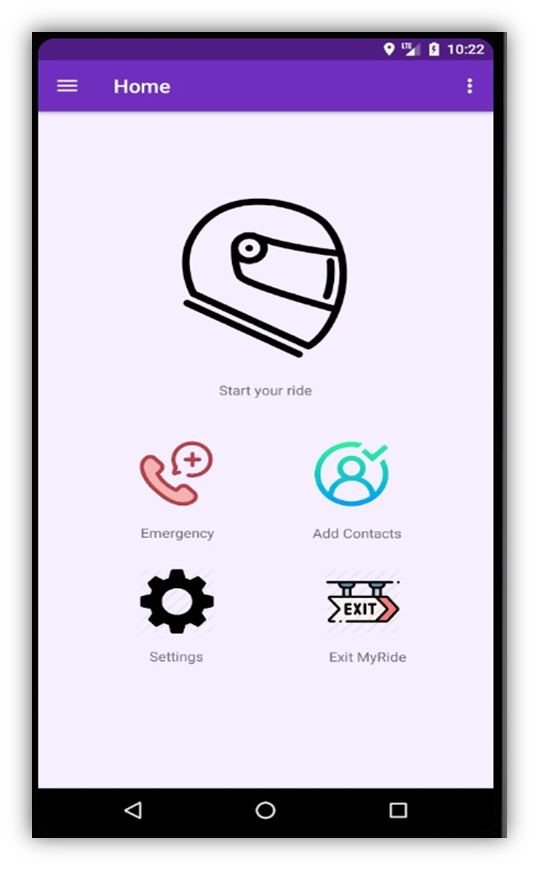 LTE 10:22
Home
Start your ride
Emergency Add Contacts
EXIT
Settings Exit MyRide